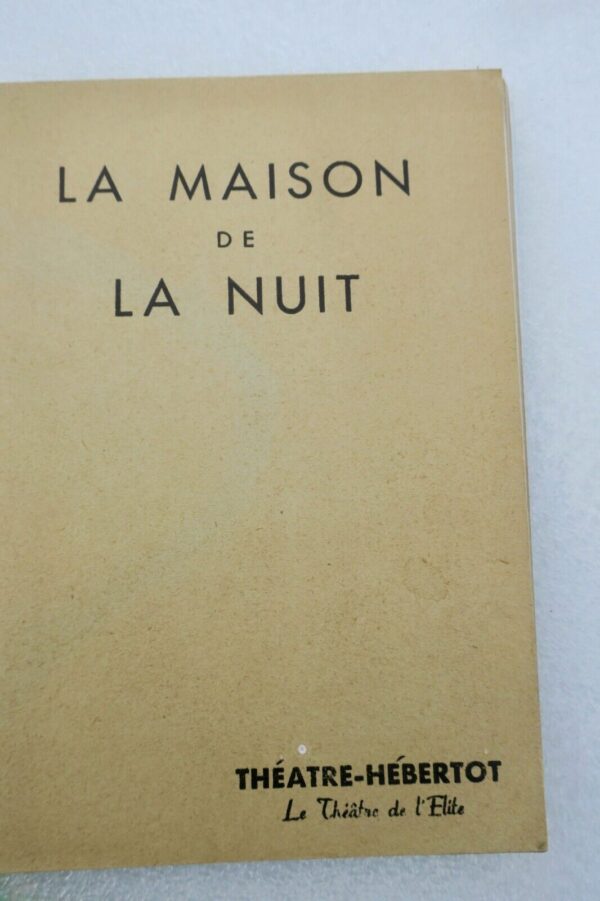 LA MAISON
DE
LA NUIT
THÉATRE-HÉBERTOT
Le Théâtre de l'Elite